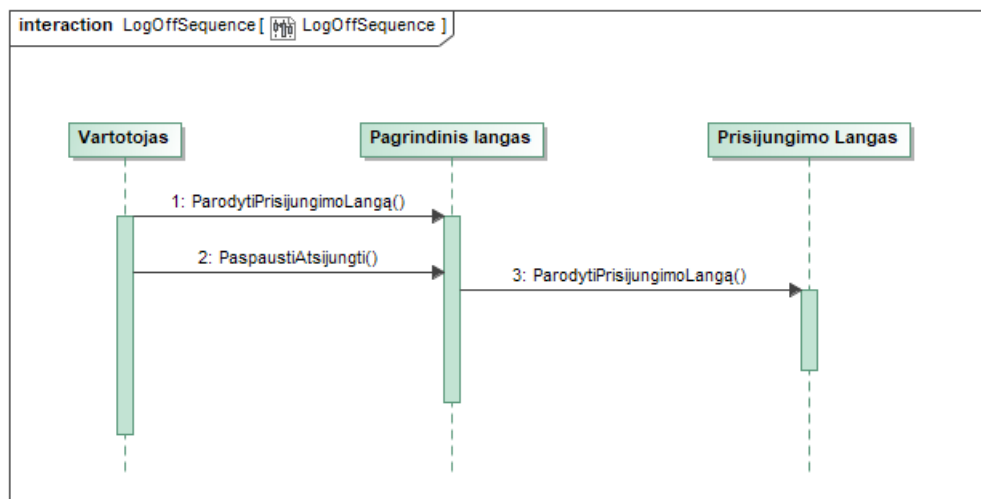 interaction LogOffSequence [ LogOffSequence ]
Vartotojas
Pagrindinis langas
Prisijungimo Langas
1: ParodytiPrisijungimoLangą()
2: PaspaustiAtsijungti()
3: ParodytiPrisijungimoLangą()